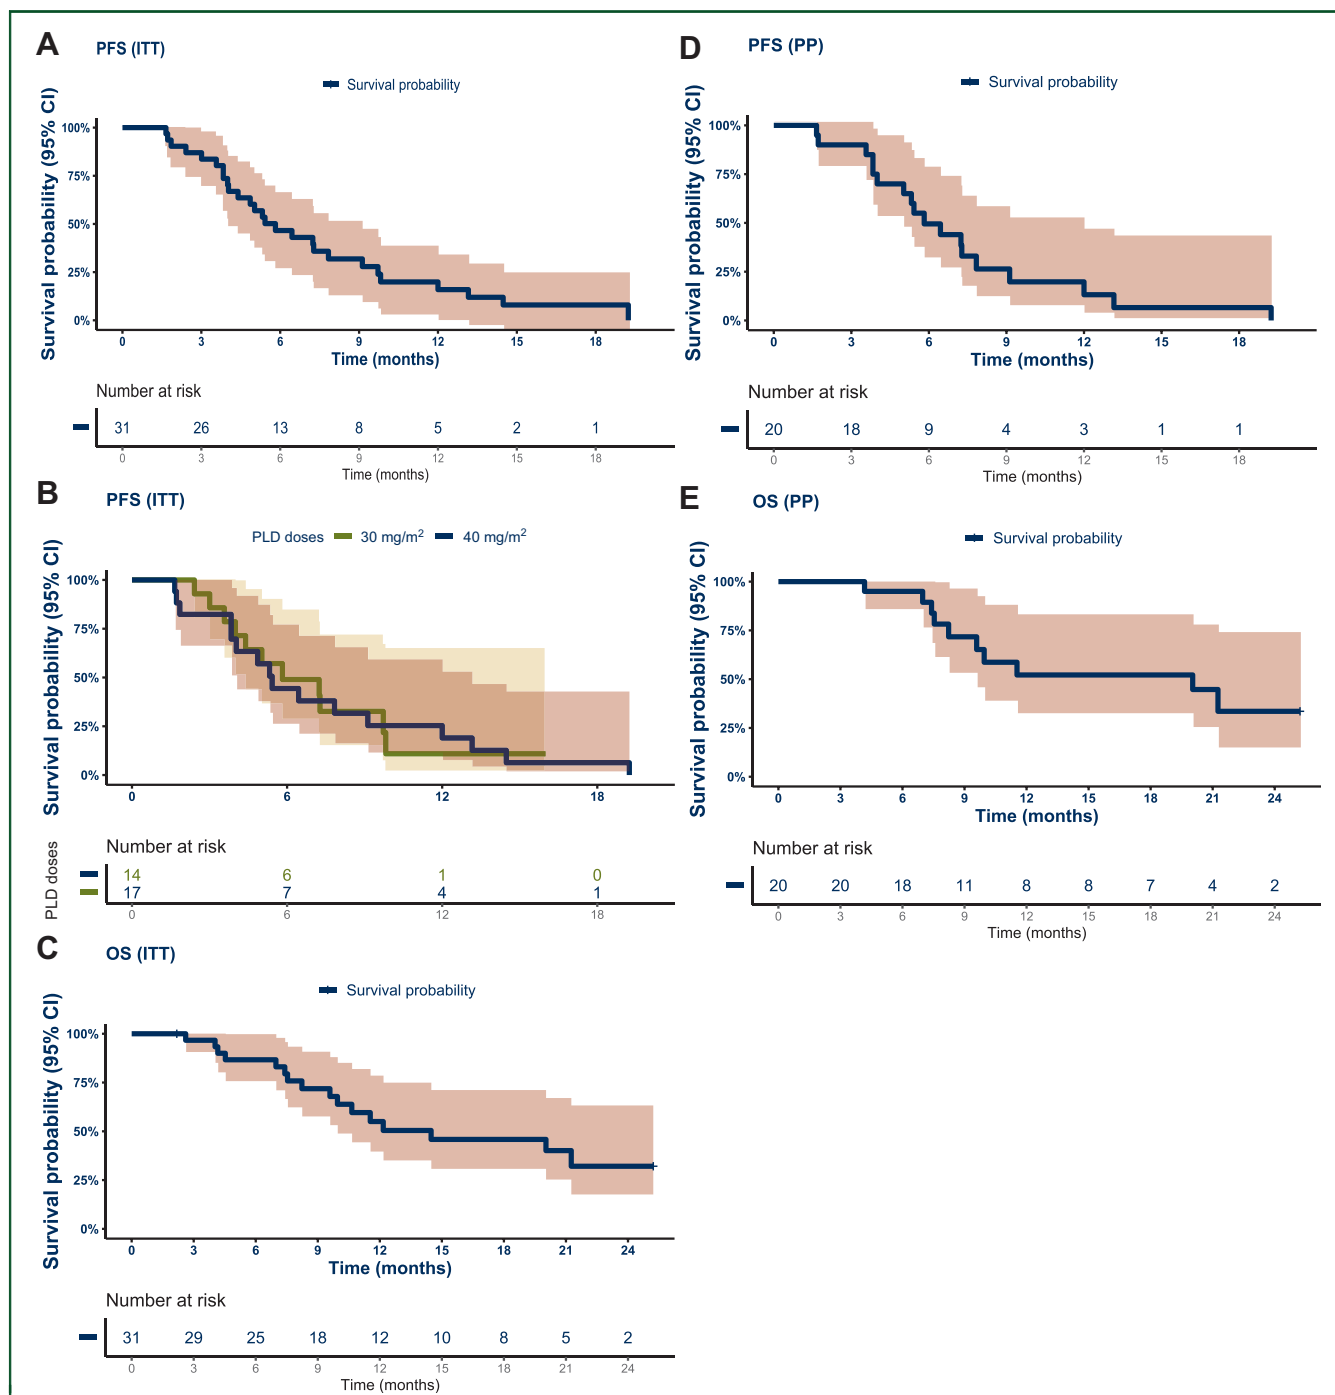 A
PFS (ITT)
Survival probability
Survival probability (95% CI)
100%
75%
50%
25%
0%
0 3 6 9 12 15 18
Time (months)
Number at risk
31 26 13 8 5 2 1
0 3 6 9 12 15 18
Time (months)
B
PFS (ITT)
PLD doses 30 mg/m² 40 mg/m²
Survival probability (95% CI)
100%
75%
50%
25%
0%
0 6 12 18
Number at risk
PLD doses
14 6 1 0
17 7 4 1
0 6 12 18
C
OS (ITT)
Survival probability
Survival probability (95% CI)
100%
75%
50%
25%
0%
0 3 6 9 12 15 18 21 24
Time (months)
Number at risk
31 29 25 18 12 10 8 5 2
0 3 6 9 12 15 18 21 24
Time (months)
D
PFS (PP)
Survival probability
Survival probability (95% CI)
100%
75%
50%
25%
0%
0 3 6 9 12 15 18
Time (months)
Number at risk
20 18 9 4 3 1 1
0 3 6 9 12 15 18
Time (months)
E
OS (PP)
Survival probability
Survival probability (95% CI)
100%
75%
50%
25%
0%
0 3 6 9 12 15 18 21 24
Time (months)
Number at risk
20 20 18 11 8 8 7 4 2
0 3 6 9 12 15 18 21 24
Time (months)